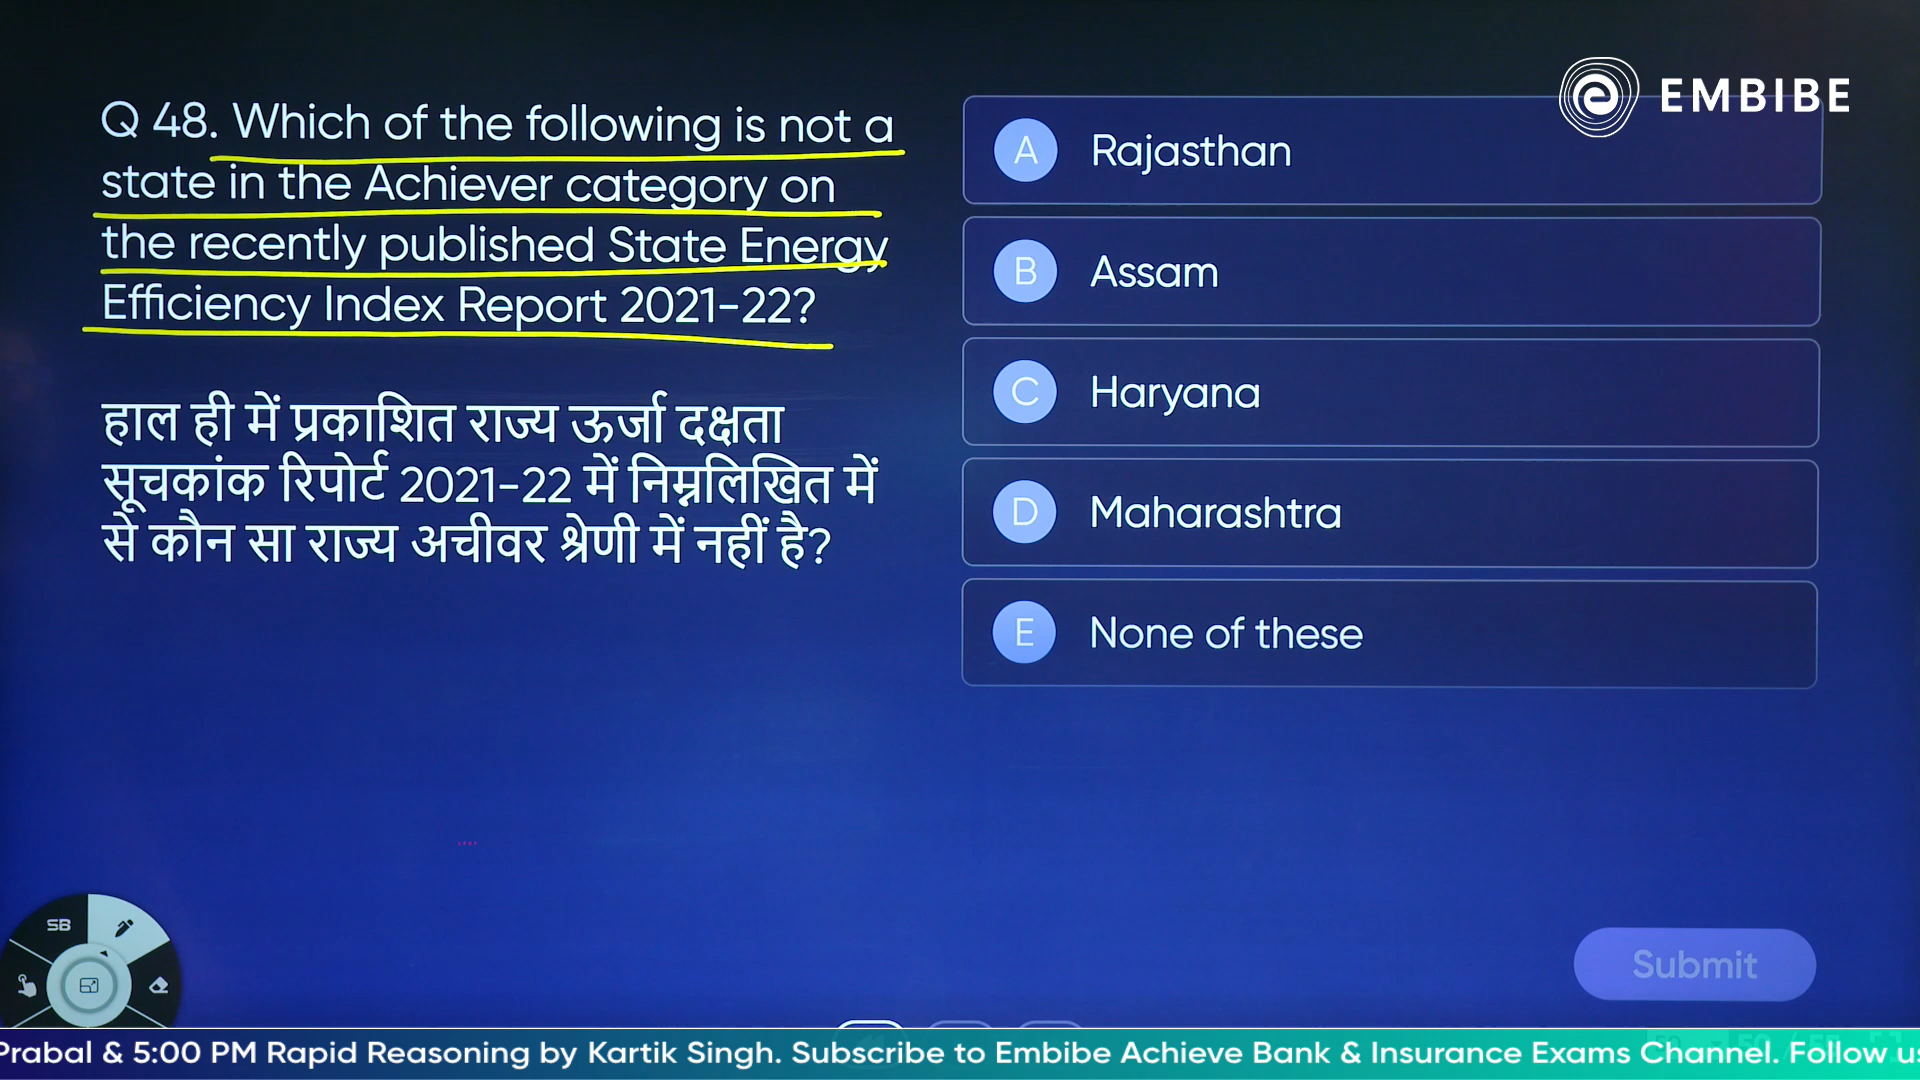 EMBIBE
Q 48. Which of the following is not a
state in the Achiever category on
the recently published State Energy
Efficiency Index Report 2021-22?
हाल ही में प्रकाशित राज्य ऊर्जा दक्षता
सूचकांक रिपोर्ट 2021-22 में निम्नलिखित में
से कौन सा राज्य अचीवर श्रेणी में नहीं है?
A Rajasthan
B Assam
C Haryana
D Maharashtra
E None of these
Submit
SB
Prabal & 5:00 PM Rapid Reasoning by Kartik Singh. Subscribe to Embibe Achieve Bank & Insurance Exams Channel. Follow us